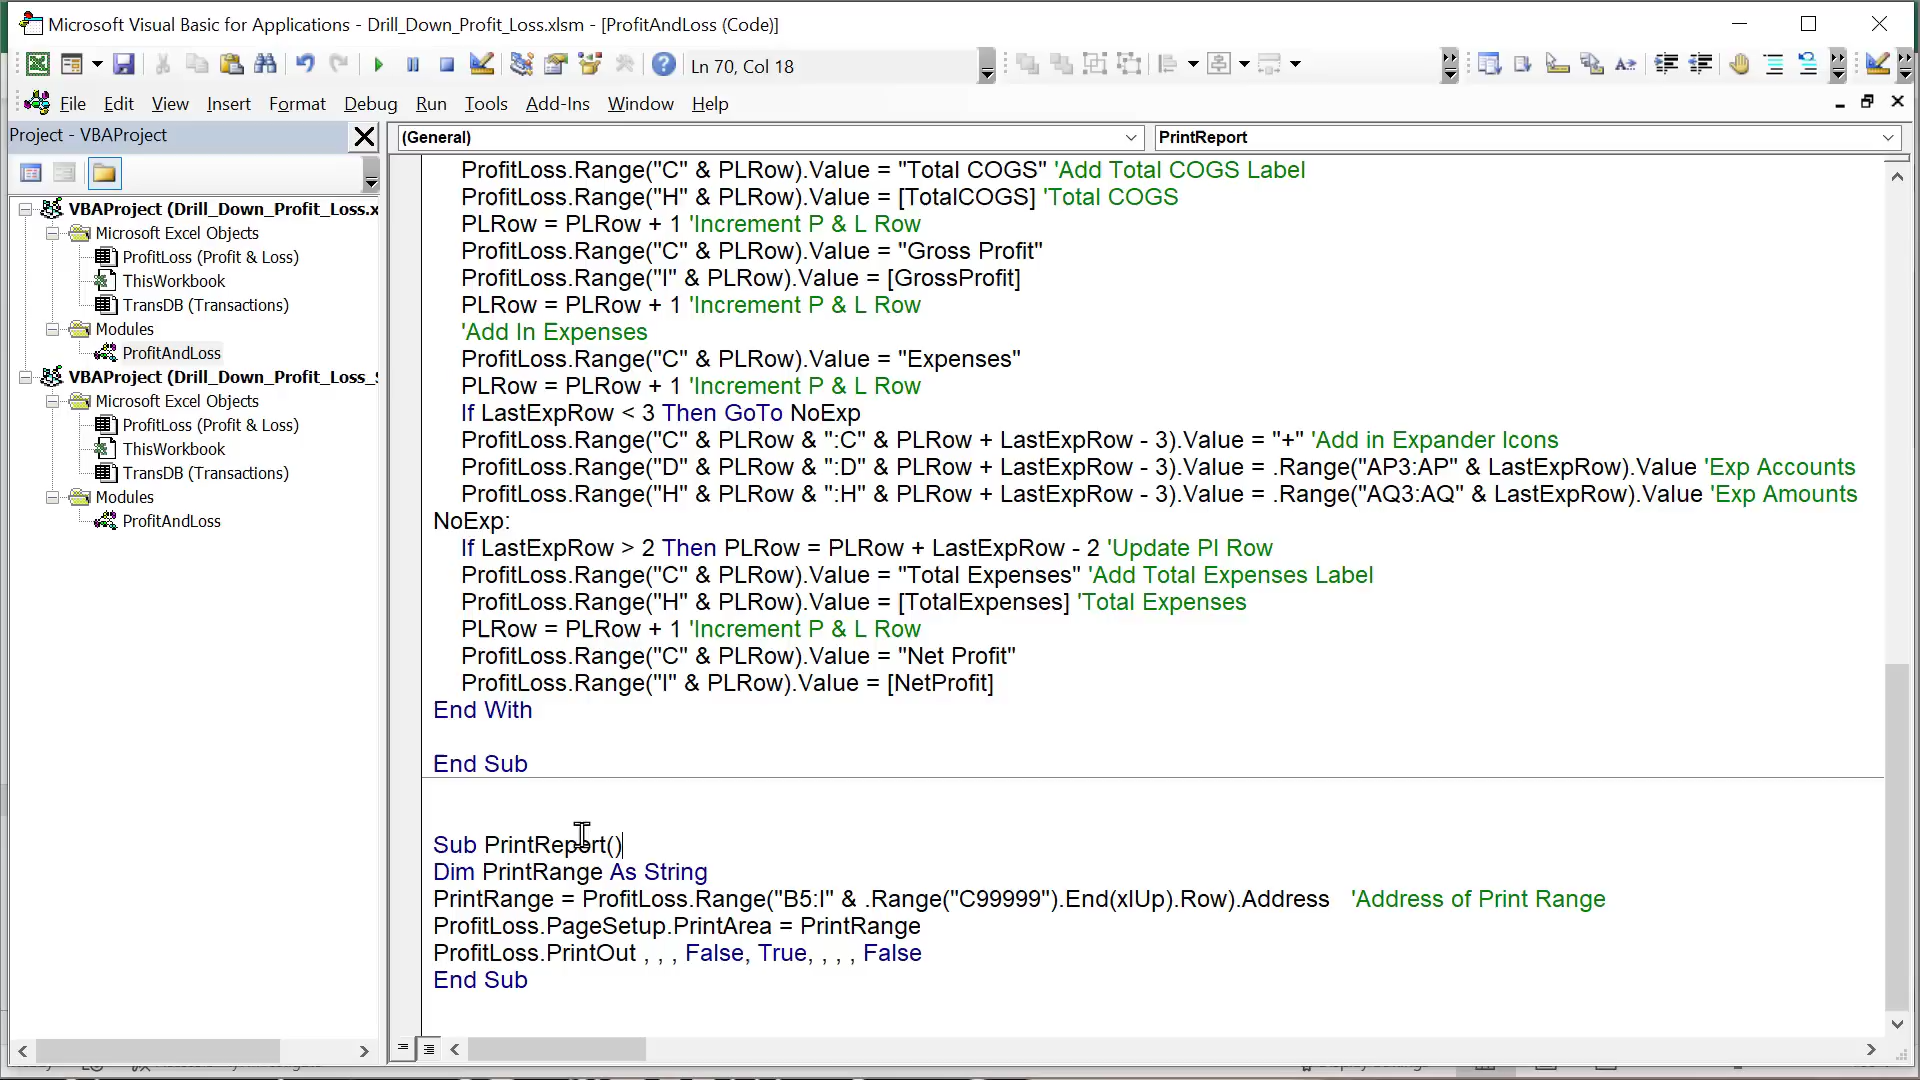 Microsoft Visual Basic for Applications - Drill_Down_Profit_Loss.xlsm - [ProfitAndLoss (Code)]
Ln 70, Col 18
File Edit View Insert Format Debug Run Tools Add-Ins Window Help
Project - VBAProject
(General)
PrintReport
VBAProject (Drill_Down_Profit_Loss.x
Microsoft Excel Objects
ProfitLoss (Profit & Loss)
ThisWorkbook
TransDB (Transactions)
Modules
ProfitAndLoss
VBAProject (Drill_Down_Profit_Loss_S
Microsoft Excel Objects
ProfitLoss (Profit & Loss)
ThisWorkbook
TransDB (Transactions)
Modules
ProfitAndLoss
ProfitLoss.Range("C" & PLRow).Value = "Total COGS" 'Add Total COGS Label
ProfitLoss.Range("H" & PLRow).Value = [TotalCOGS] 'Total COGS
PLRow = PLRow + 1 'Increment P & L Row
ProfitLoss.Range("C" & PLRow).Value = "Gross Profit"
ProfitLoss.Range("I" & PLRow).Value = [GrossProfit]
PLRow = PLRow + 1 'Increment P & L Row
'Add In Expenses
ProfitLoss.Range("C" & PLRow).Value = "Expenses"
PLRow = PLRow + 1 'Increment P & L Row
If LastExpRow < 3 Then GoTo NoExp
ProfitLoss.Range("C" & PLRow & ":C" & PLRow + LastExpRow - 3).Value = "+" 'Add in Expander Icons
ProfitLoss.Range("D" & PLRow & ":D" & PLRow + LastExpRow - 3).Value = .Range("AP3:AP" & LastExpRow).Value 'Exp Accounts
ProfitLoss.Range("H" & PLRow & ":H" & PLRow + LastExpRow - 3).Value = .Range("AQ3:AQ" & LastExpRow).Value 'Exp Amounts
NoExp:
If LastExpRow > 2 Then PLRow = PLRow + LastExpRow - 2 'Update Pl Row
ProfitLoss.Range("C" & PLRow).Value = "Total Expenses" 'Add Total Expenses Label
ProfitLoss.Range("H" & PLRow).Value = [TotalExpenses] 'Total Expenses
PLRow = PLRow + 1 'Increment P & L Row
ProfitLoss.Range("C" & PLRow).Value = "Net Profit"
ProfitLoss.Range("I" & PLRow).Value = [NetProfit]
End With
End Sub
Sub PrintReport()
Dim PrintRange As String
PrintRange = ProfitLoss.Range("B5:I" & .Range("C99999").End(xlUp).Row).Address 'Address of Print Range
ProfitLoss.PageSetup.PrintArea = PrintRange
ProfitLoss.PrintOut , , , False, True, , , , False
End Sub